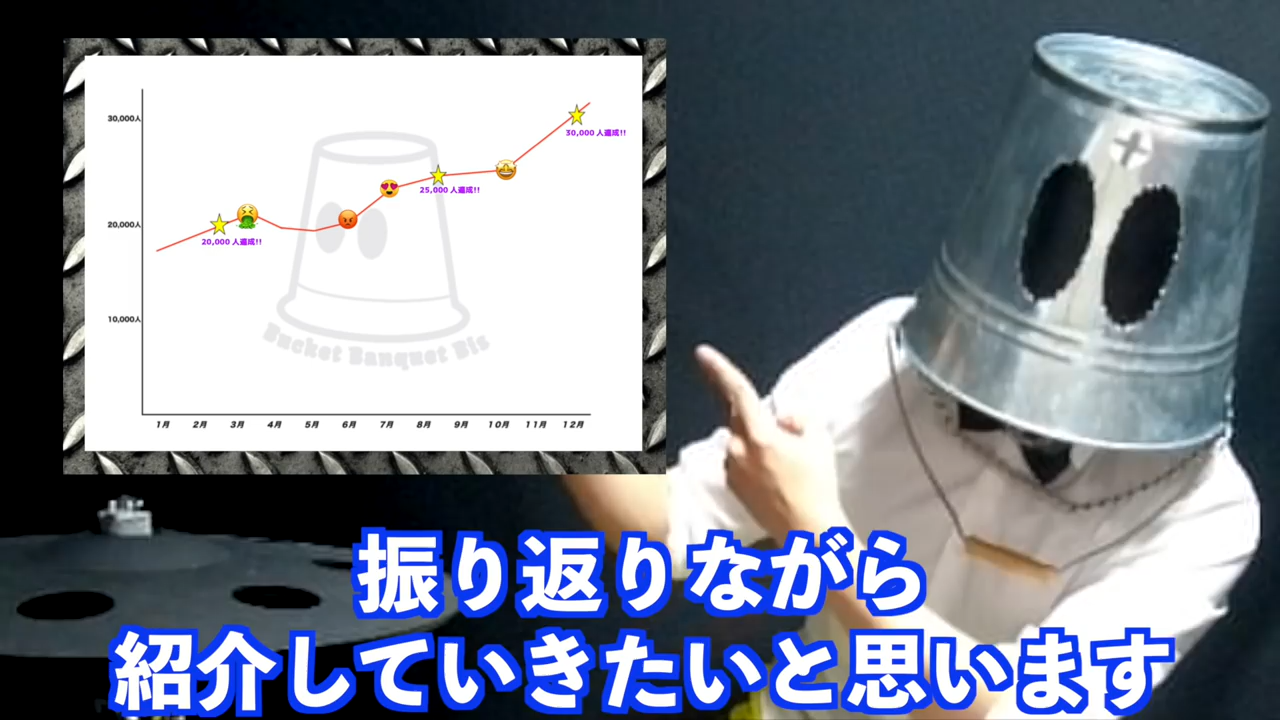 30,000人
30,000 人達成!!
25,000 人達成!!
20,000人
20,000 人達成!!
10,000人
Bucket Banquet Biz
1月 2月 3月 4月 5月 6月 7月 8月 9月 10月 11月 12月
振り返りながら
紹介していきたいと思います